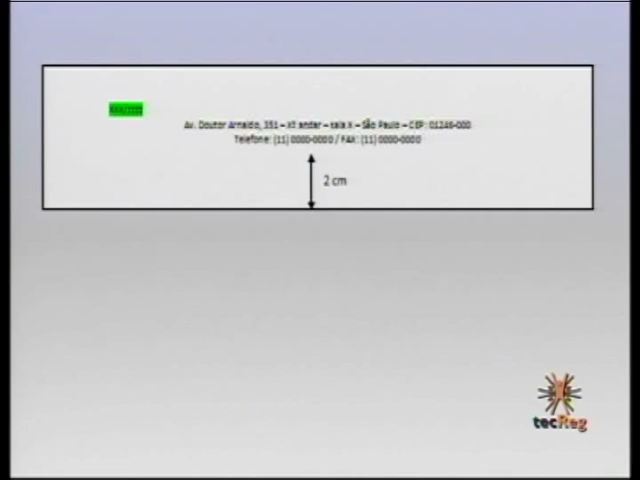 Av. Doutor Arnaldo, 351 – Xº andar – sala X – São Paulo – CEP: 01246-000
Telefone: (11) 0000-0000 / FAX: (11) 0000-0000
2 cm
tecReg